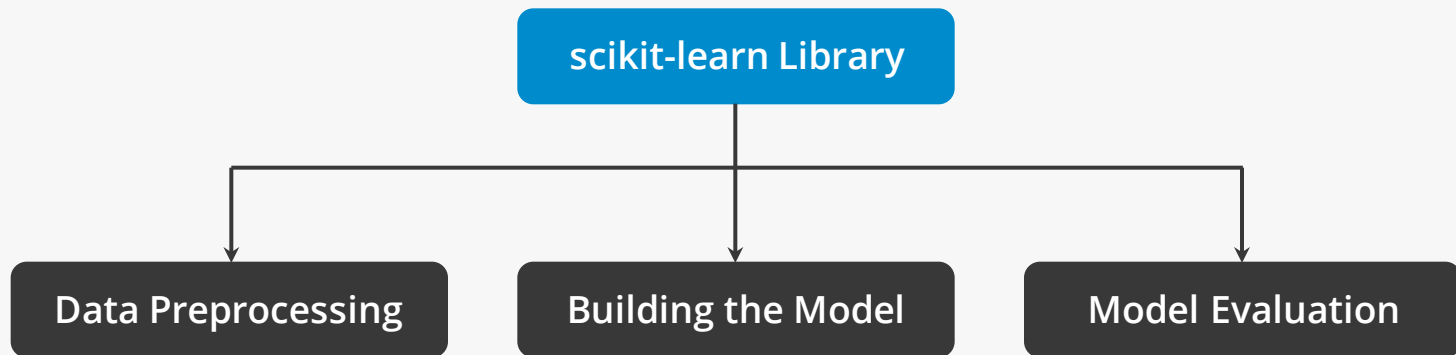 scikit-learn Library
Data Preprocessing
Building the Model
Model Evaluation